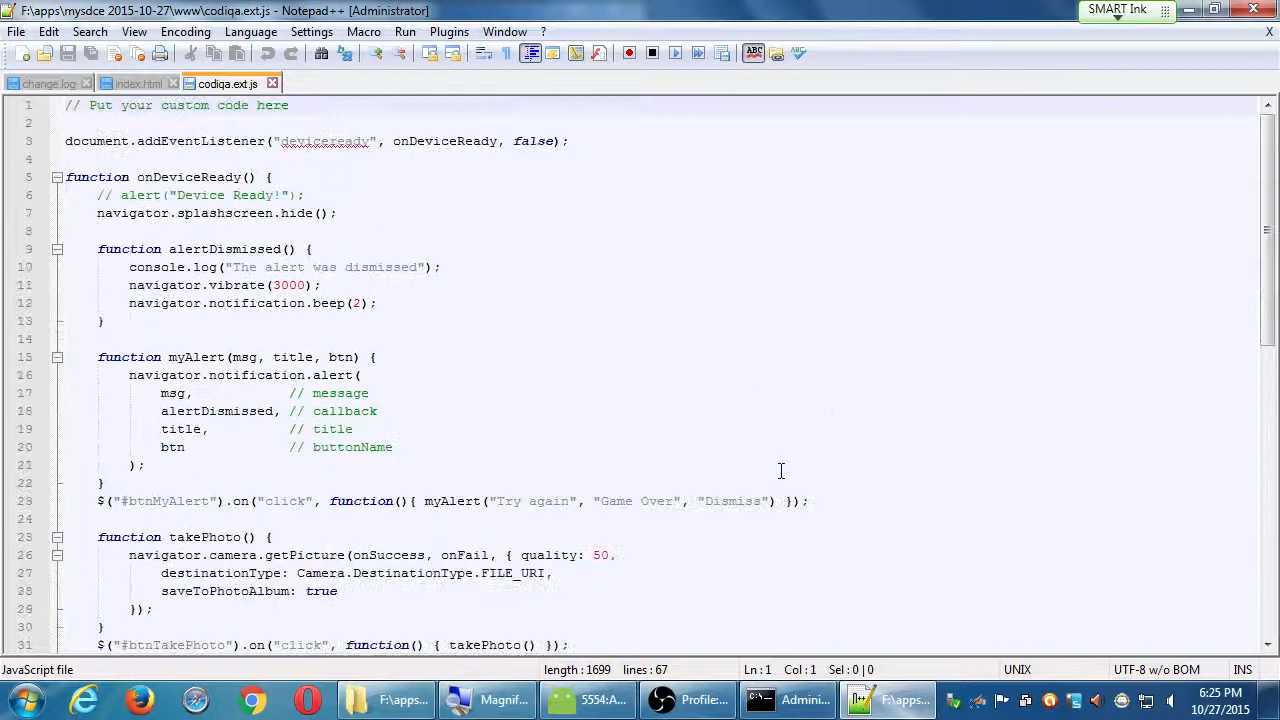 F:\apps\mysdce 2015-10-27\www\codiqa.ext.js - Notepad++ [Administrator]
SMART Ink
File Edit Search View Encoding Language Settings Macro Run Plugins Window ? X
ABC ABC
change.log index.html codiqa.ext.js
1 // Put your custom code here
2
3 document.addEventListener("deviceready", onDeviceReady, false);
4
5 function onDeviceReady() {
6 // alert("Device Ready!");
7 navigator.splashscreen.hide();
8
9 function alertDismissed() {
10 console.log("The alert was dismissed");
11 navigator.vibrate(3000);
12 navigator.notification.beep(2);
13 }
14
15 function myAlert(msg, title, btn) {
16 navigator.notification.alert(
17 msg, // message
18 alertDismissed, // callback
19 title, // title
20 btn // buttonName
21 );
22 }
23 $("#btnMyAlert").on("click", function(){ myAlert("Try again", "Game Over", "Dismiss") });
24
25 function takePhoto() {
26 navigator.camera.getPicture(onSuccess, onFail, { quality: 50,
27 destinationType: Camera.DestinationType.FILE_URI,
28 saveToPhotoAlbum: true
29 });
30 }
31 $("#btnTakePhoto").on("click", function() { takePhoto() });
JavaScript file length : 1699 lines : 67 Ln : 1 Col : 1 Sel : 0 | 0 UNIX UTF-8 w/o BOM INS
F:\apps... Magnif... 5554:A... Profile:... Admini... F:\apps...
6:25 PM
10/27/2015